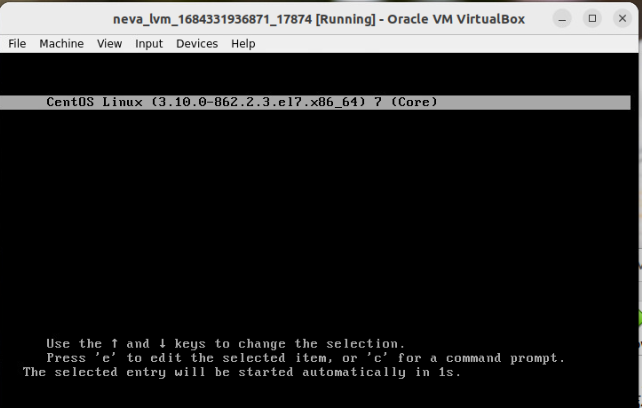 neva_lvm_1684331936871_17874 [Running] - Oracle VM VirtualBox
File Machine View Input Devices Help
CentOS Linux (3.10.0-862.2.3.el7.x86_64) 7 (Core)
Use the ↑ and ↓ keys to change the selection.
Press 'e' to edit the selected item, or 'c' for a command prompt.
The selected entry will be started automatically in 1s.